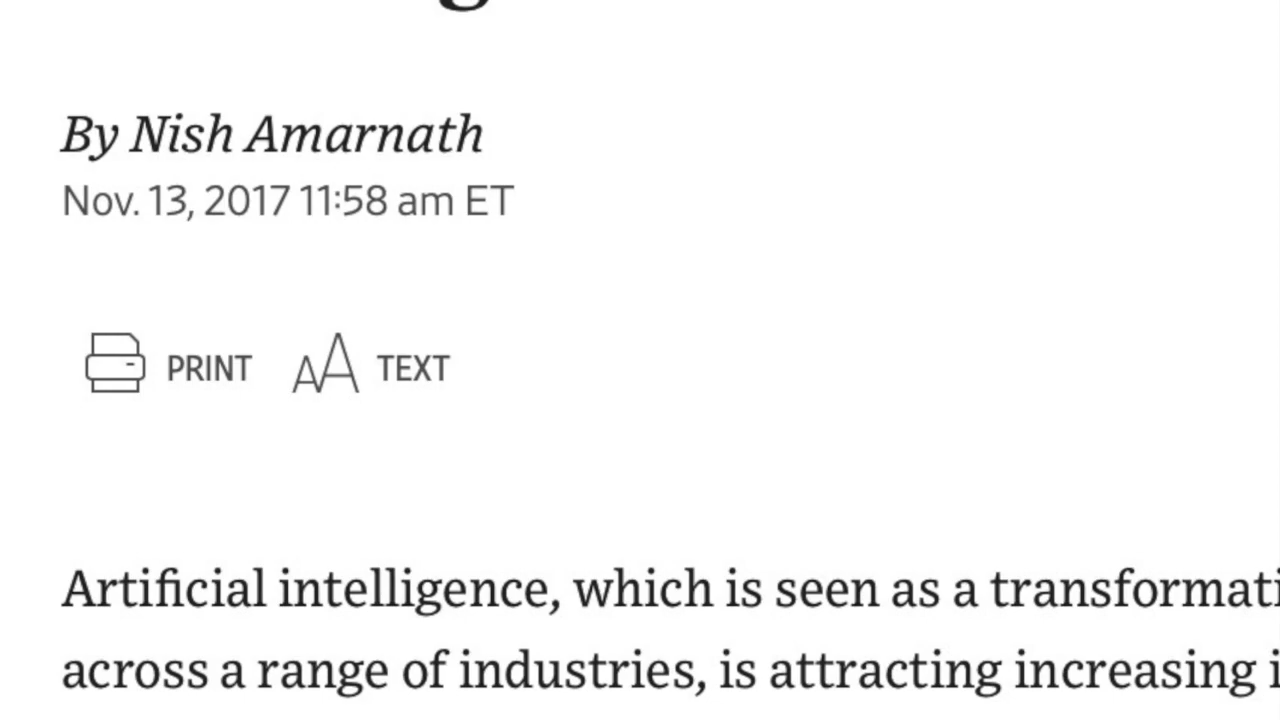 By Nish Amarnath
Nov. 13, 2017 11:58 am ET
PRINT AA TEXT
Artificial intelligence, which is seen as a transformati
across a range of industries, is attracting increasing i